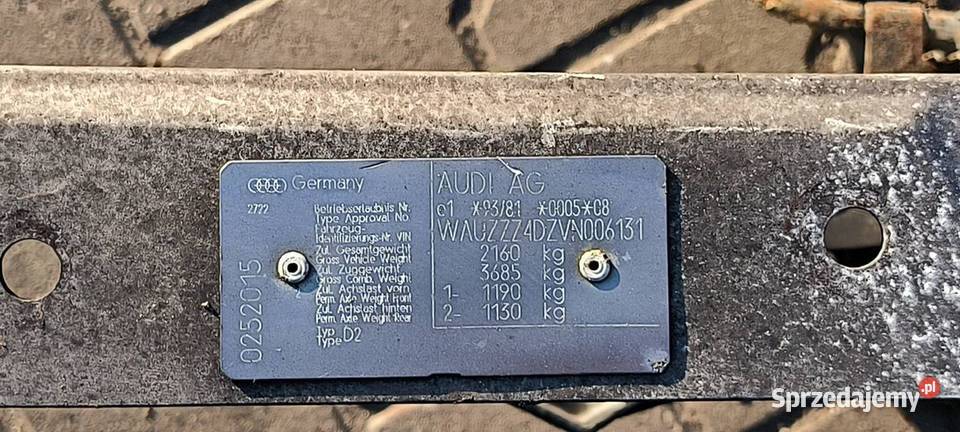 Germany
2722
Betriebserlaubnis Nr.
Type Approval No.
Fahrzeug-
Identifizierungs-Nr. VIN
Zul. Gesamtgewicht
Gross Vehicle Weight
Zul. Zuggewicht
Gross Comb. Weight
Zul. Achslast vorn
Perm. Axle Weight Front
Zul. Achslast hinten
Perm. Axle Weight Rear
Typ
Type D2
0252015
AUDI AG
e1 *93/81 *0005*08
WAUZZZ4DZVN006131
2160 kg
3685 kg
1- 1190 kg
2- 1130 kg
Sprzedajemy .pl